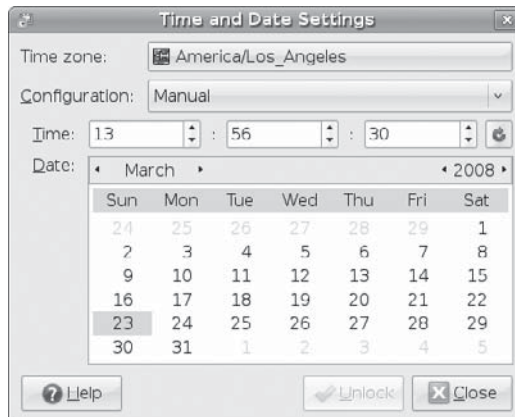 Time and Date Settings
Time zone: America/Los_Angeles
Configuration: Manual
Time: 13 : 56 : 30
Date: March 2008
Sun Mon Tue Wed Thu Fri Sat
24 25 26 27 28 29 1
2 3 4 5 6 7 8
9 10 11 12 13 14 15
16 17 18 19 20 21 22
23 24 25 26 27 28 29
30 31 1 2 3 4 5
Help Unlock Close